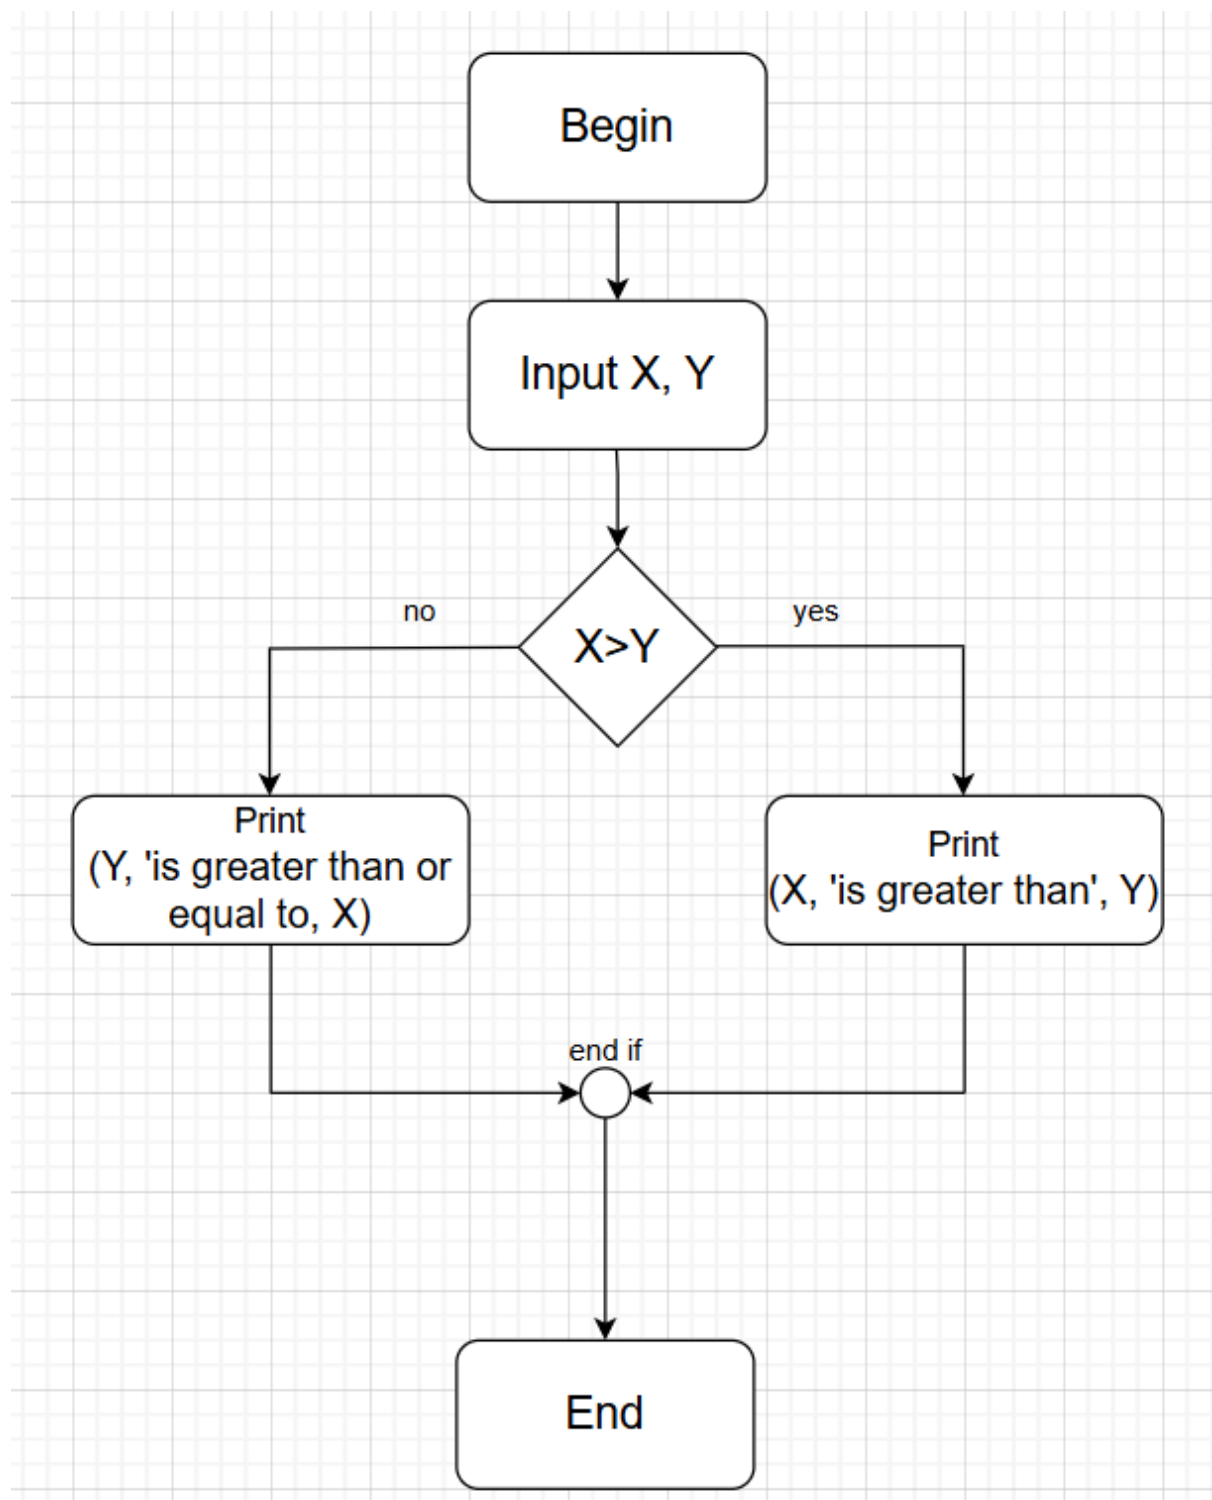 Begin
Input X, Y
no
yes
X>Y
Print
(Y, 'is greater than or
equal to, X)
Print
(X, 'is greater than', Y)
end if
End